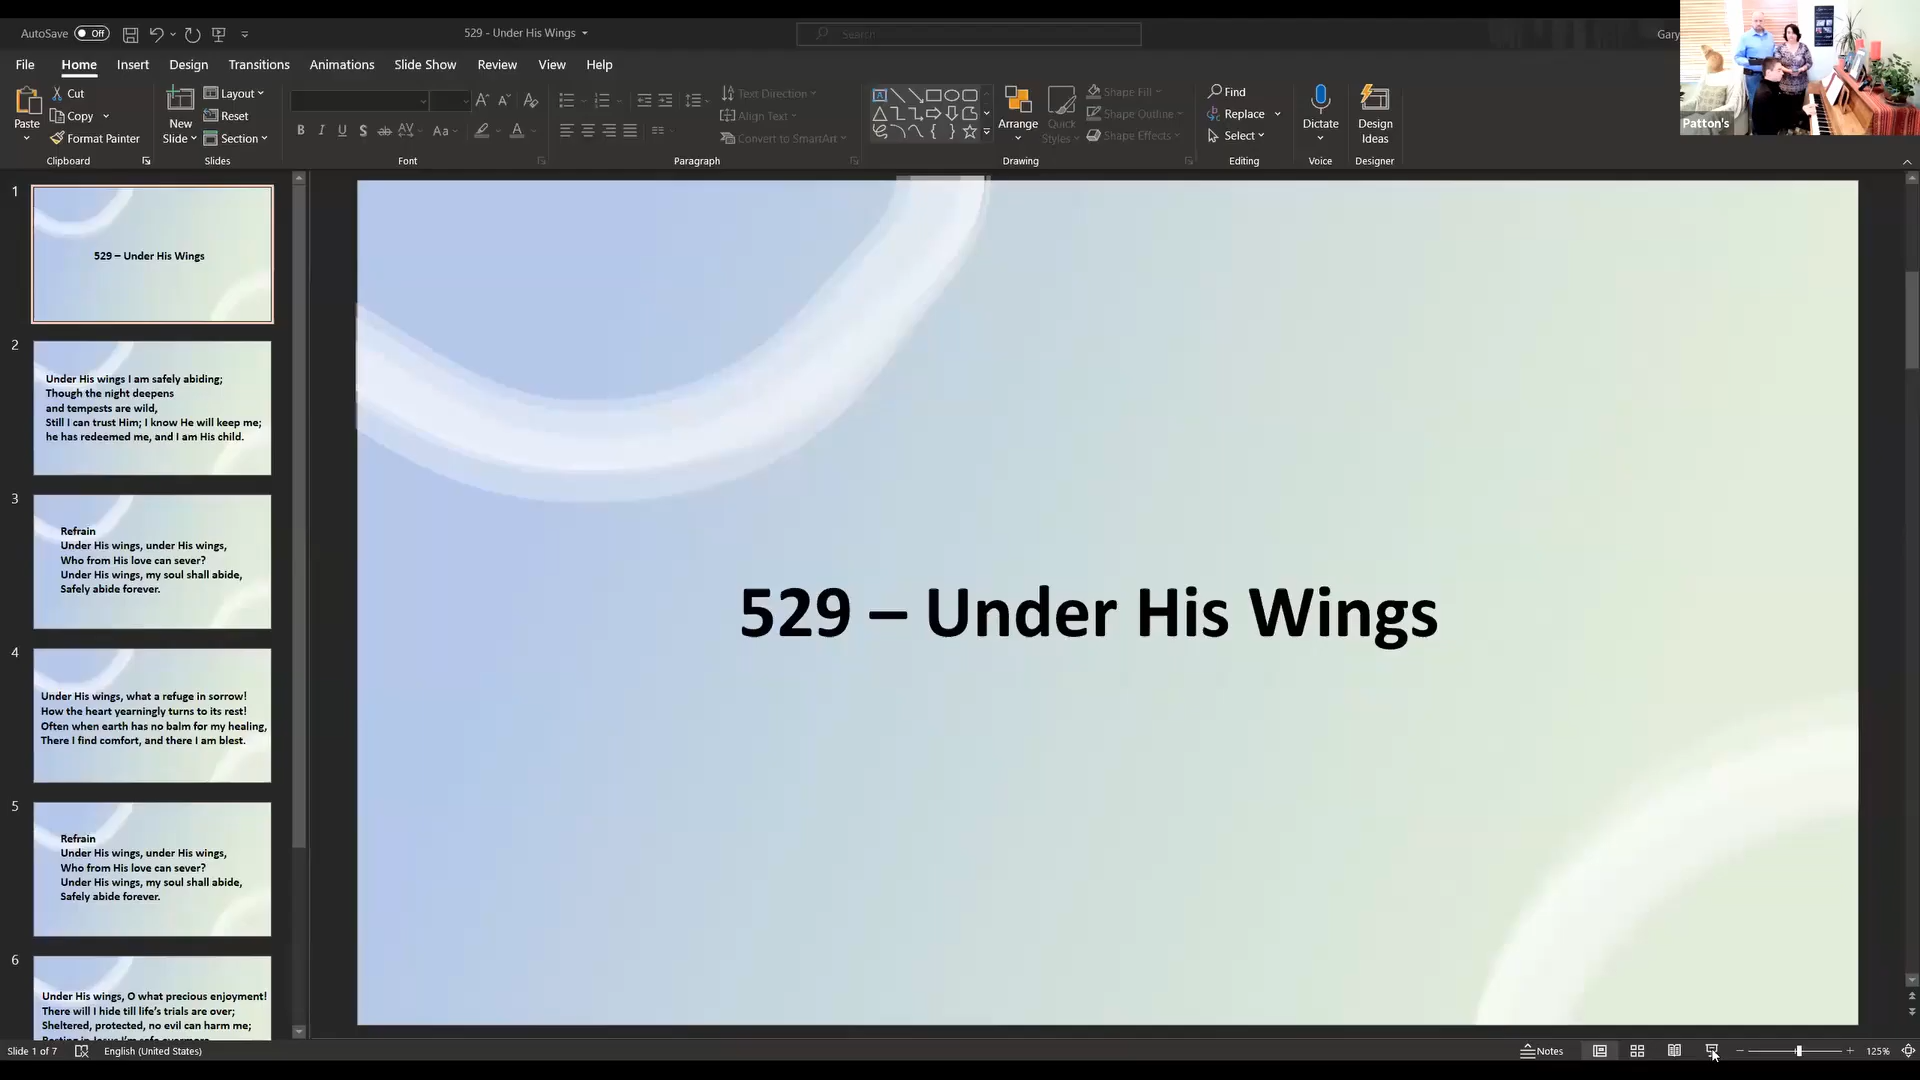 AutoSave Off
529 - Under His Wings
Search
Gary
File Home Insert Design Transitions Animations Slide Show Review View Help
Paste
Cut
Copy
Format Painter
Clipboard
New Slide
Layout
Reset
Section
Slides
B I U S ab AV Aa A
Font
Text Direction
Align Text
Convert to SmartArt
Paragraph
Arrange
Quick Styles
Shape Fill
Shape Outline
Shape Effects
Drawing
Find
Replace
Select
Editing
Dictate
Voice
Design Ideas
Designer
Patton's
1
529 – Under His Wings
2
Under His wings I am safely abiding;
Though the night deepens
and tempests are wild,
Still I can trust Him; I know He will keep me;
he has redeemed me, and I am His child.
3
Refrain
Under His wings, under His wings,
Who from His love can sever?
Under His wings, my soul shall abide,
Safely abide forever.
4
Under His wings, what a refuge in sorrow!
How the heart yearningly turns to its rest!
Often when earth has no balm for my healing,
There I find comfort, and there I am blest.
5
Refrain
Under His wings, under His wings,
Who from His love can sever?
Under His wings, my soul shall abide,
Safely abide forever.
6
Under His wings, O what precious enjoyment!
There will I hide till life's trials are over;
Sheltered, protected, no evil can harm me;
529 – Under His Wings
Slide 1 of 7
English (United States)
Notes
125%